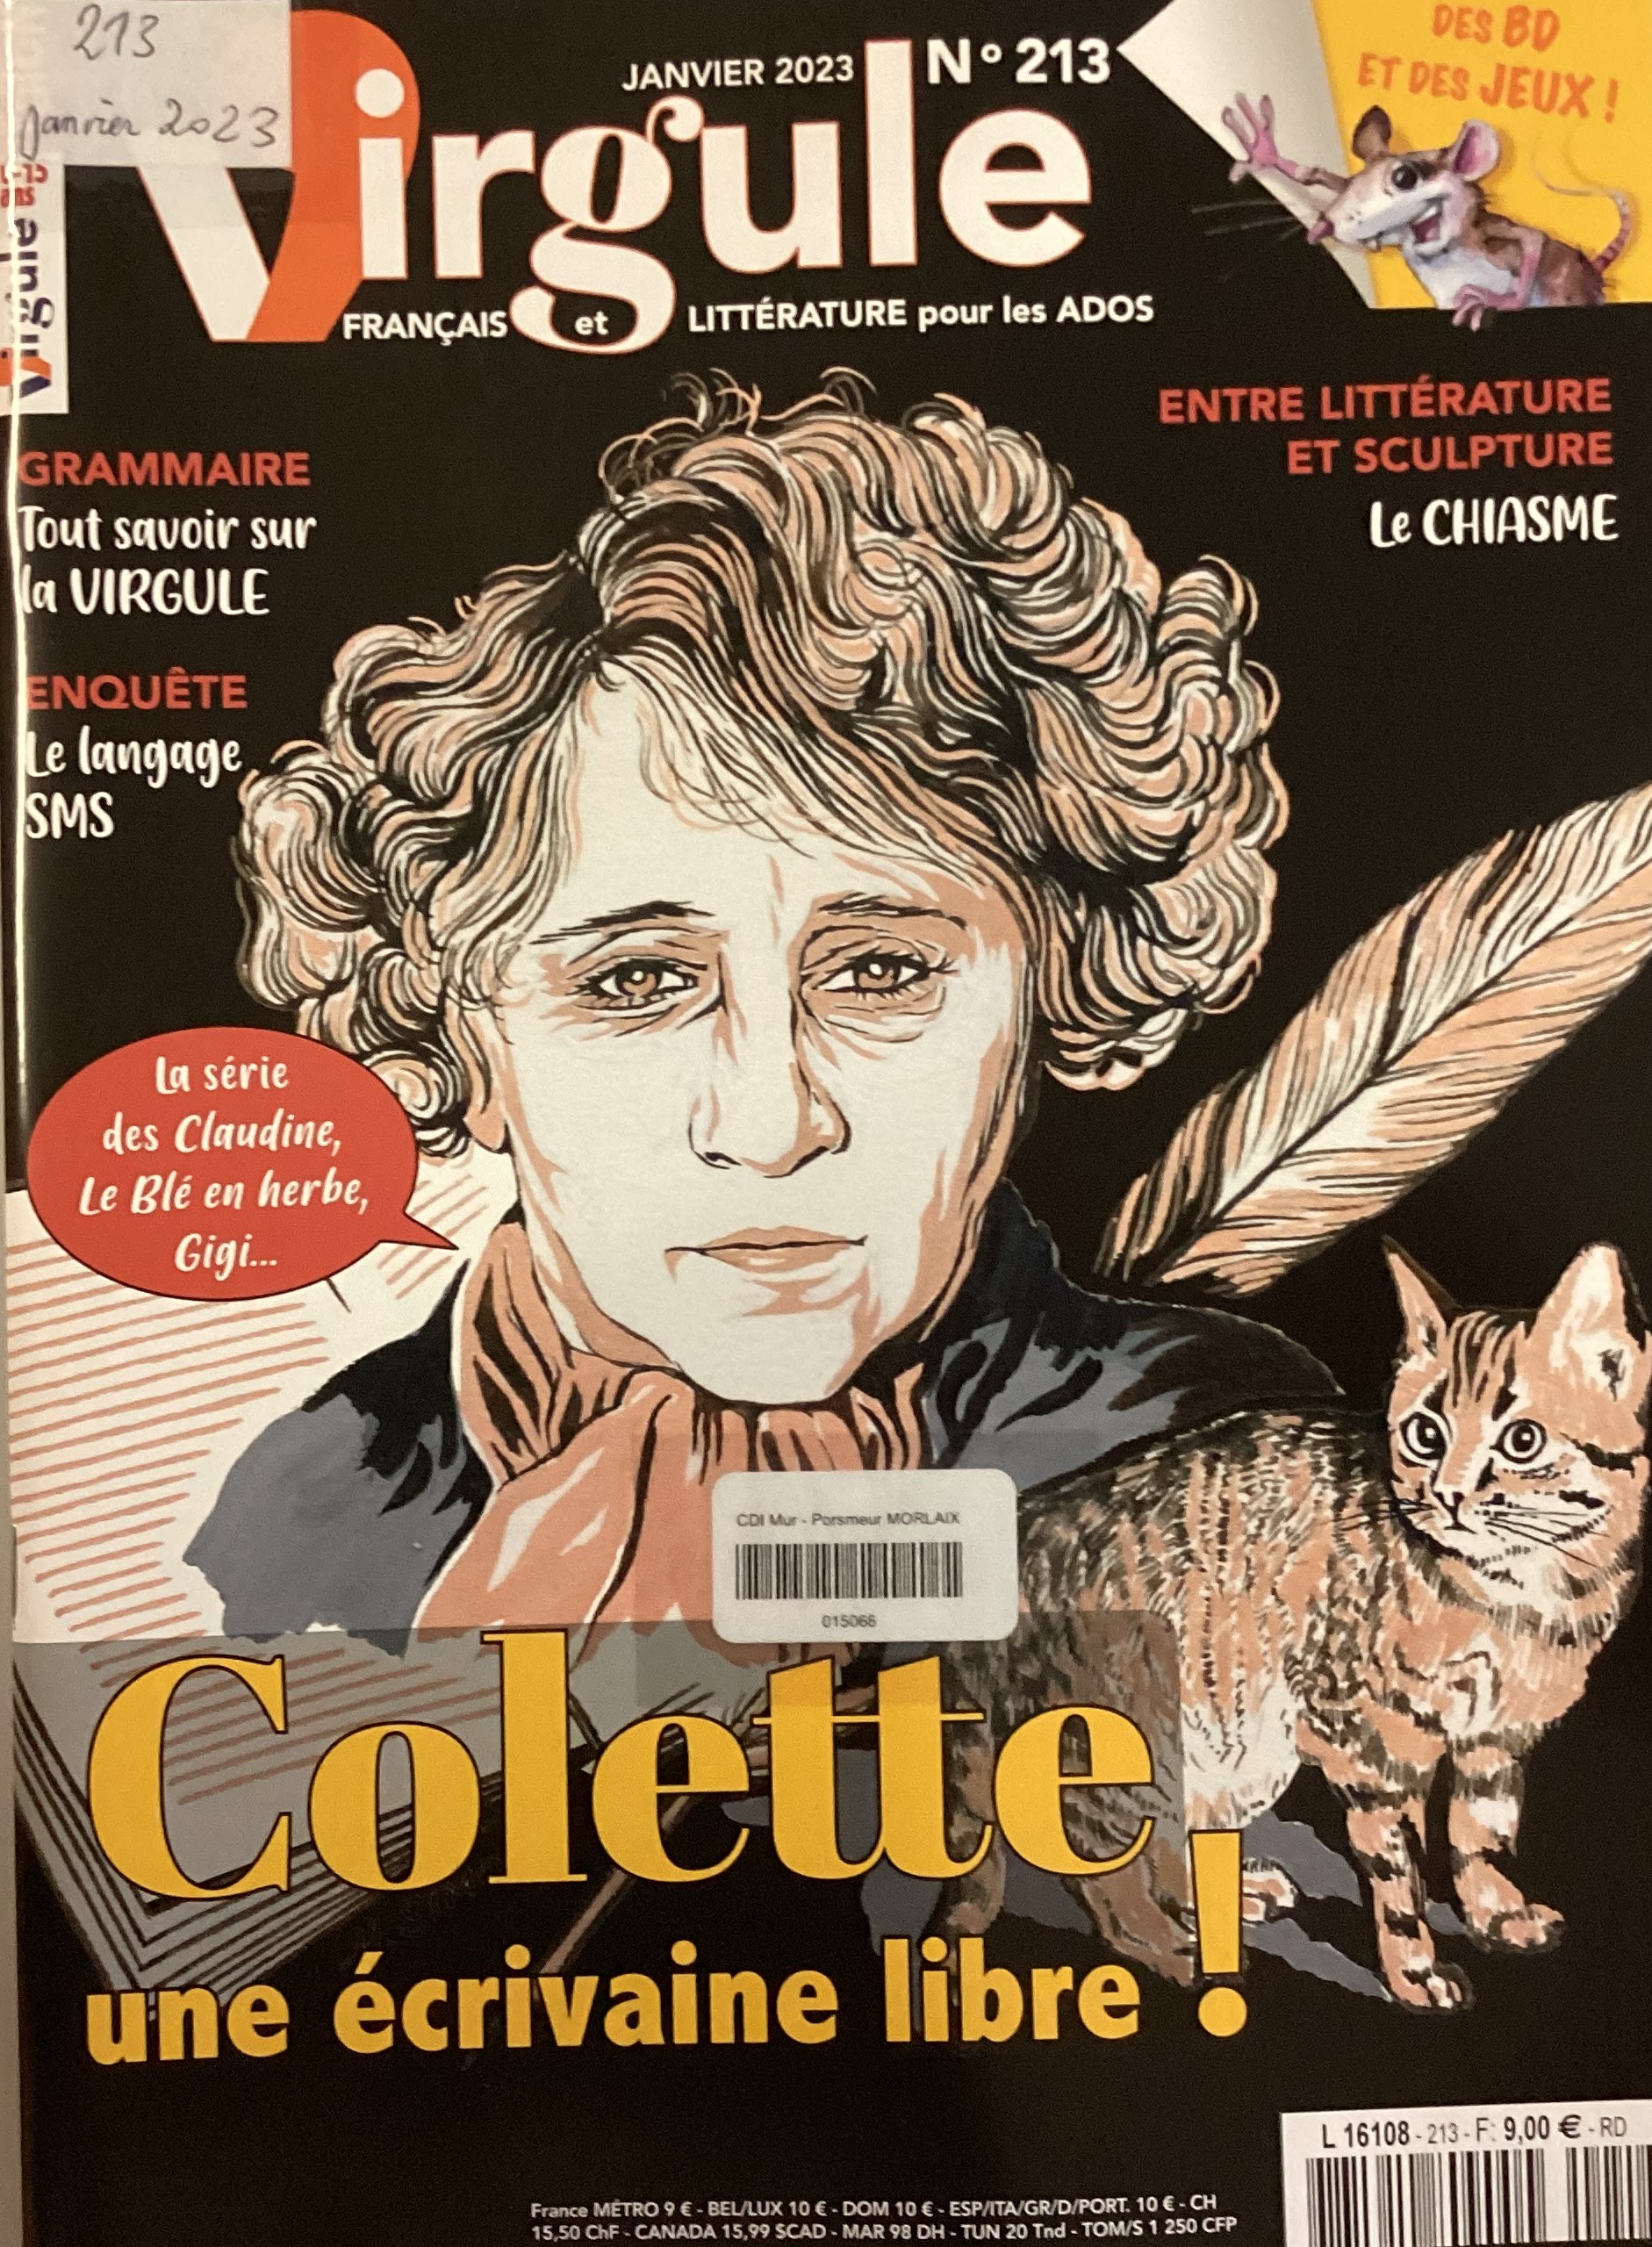 213
Janvier 2023
JANVIER 2023 N° 213
Virgule
FRANÇAIS et LITTÉRATURE pour les ADOS
DES BD
ET DES JEUX !
ans
Virgule
GRAMMAIRE
Tout savoir sur
la VIRGULE
ENQUÊTE
Le langage
SMS
ENTRE LITTÉRATURE
ET SCULPTURE
Le CHIASME
La série
des Claudine,
Le Blé en herbe,
Gigi...
CDI Mur - Porsmeur MORLAIX
015066
Colette
une écrivaine libre !
L 16108 - 213 - F: 9,00 € - RD
France MÉTRO 9 € - BEL/LUX 10 € - DOM 10 € - ESP/ITA/GR/D/PORT. 10 € - CH
15,50 ChF - CANADA 15,99 $CAD - MAR 98 DH - TUN 20 Tnd - TOM/S 1 250 CFP